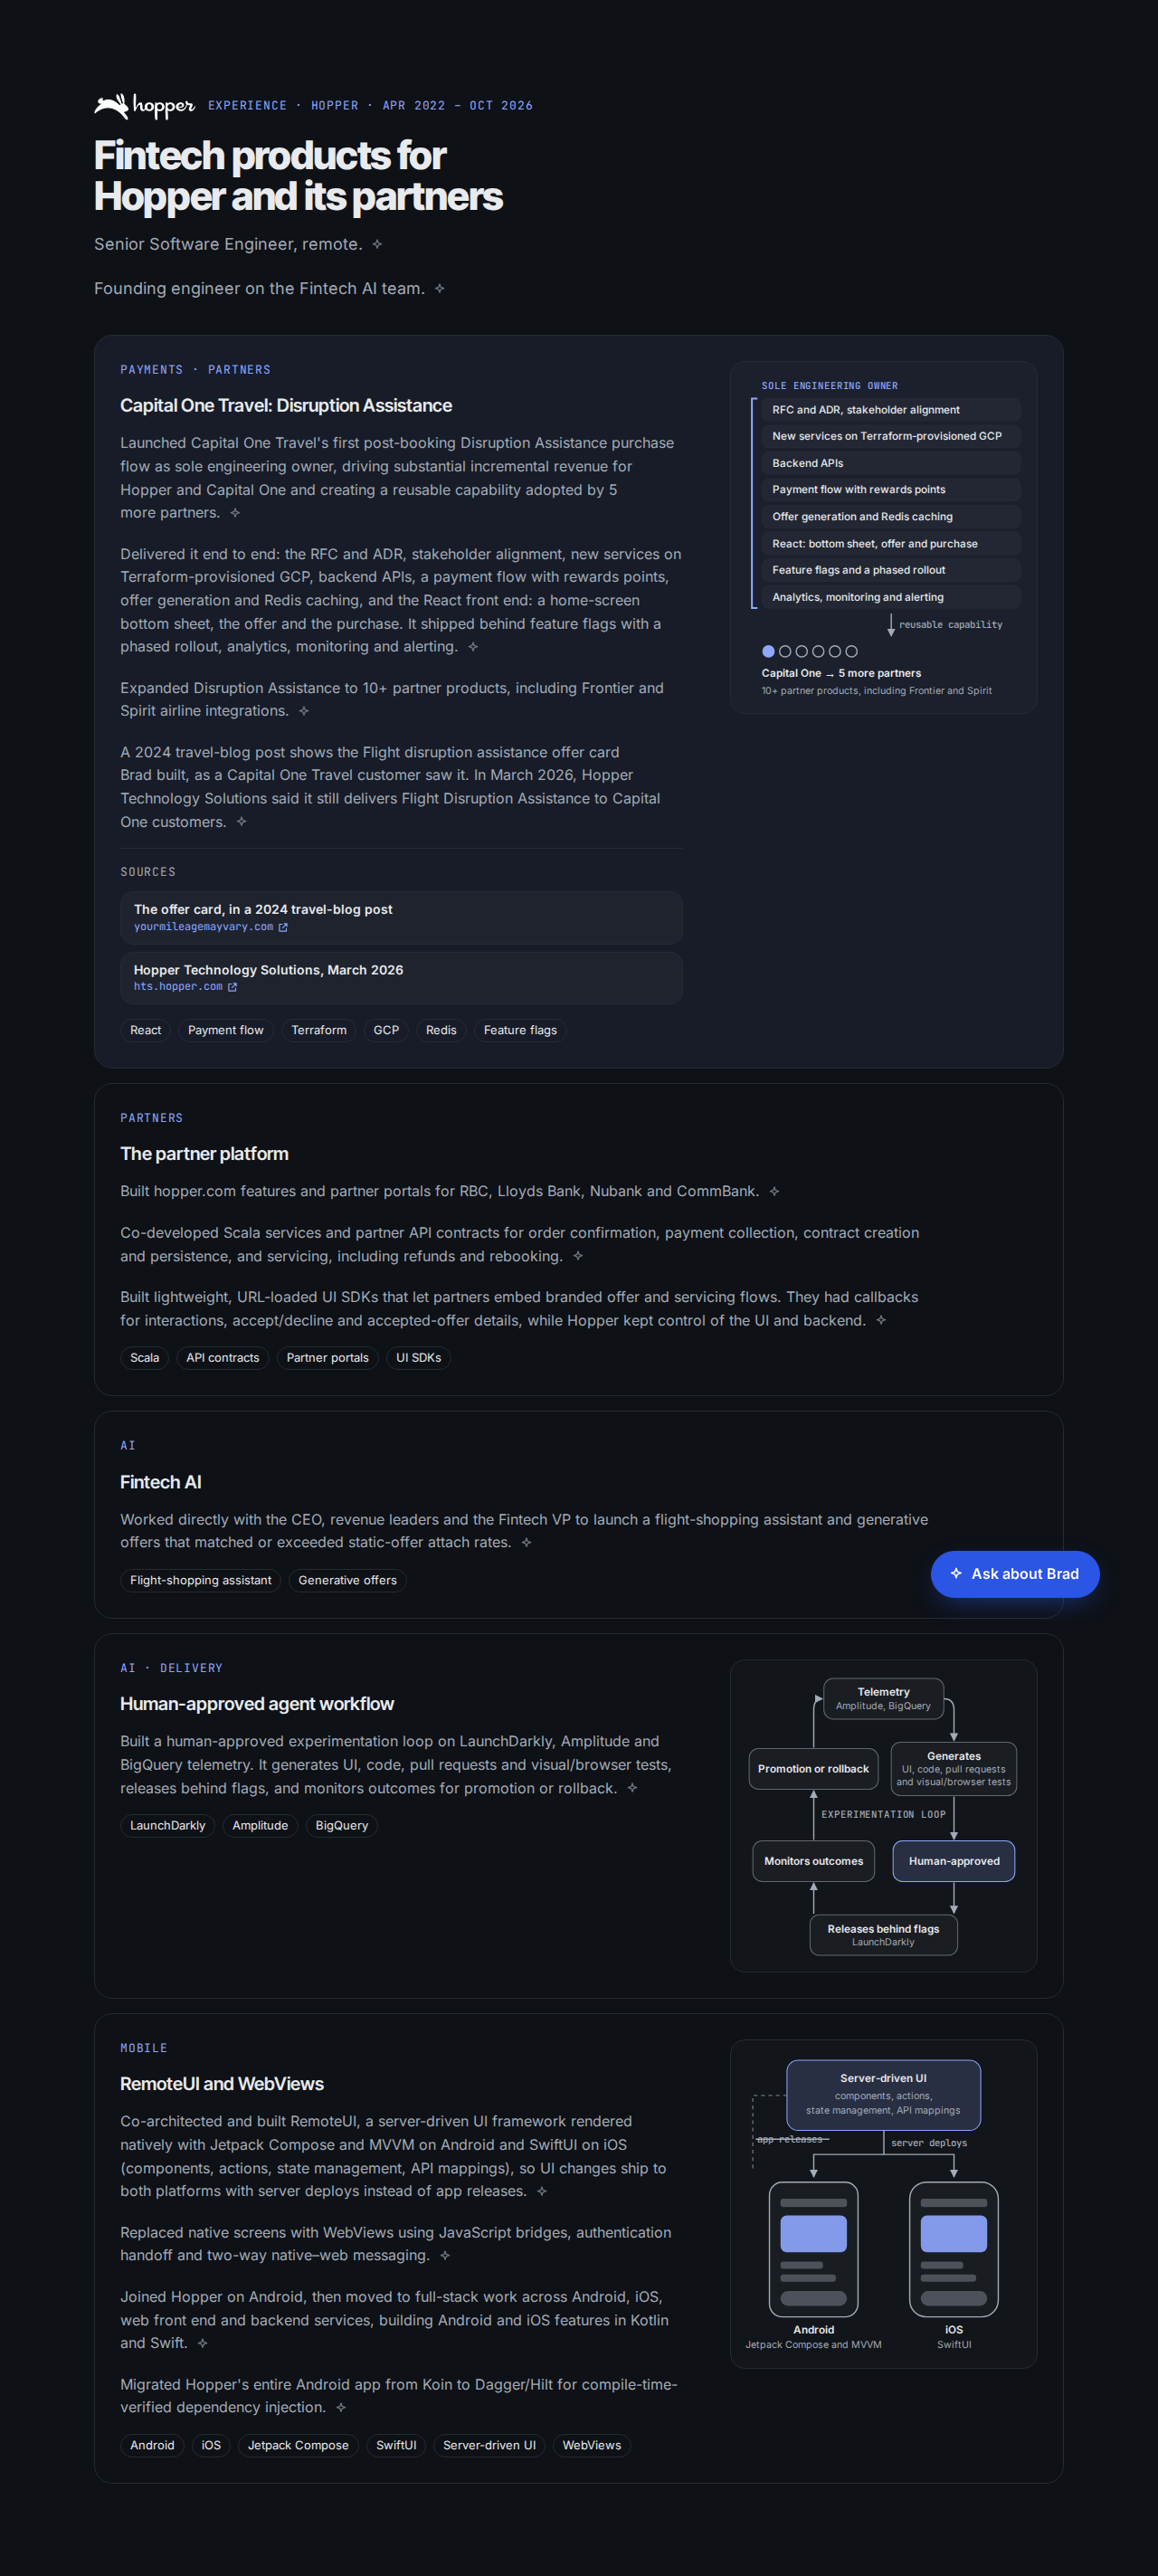 hopper EXPERIENCE · HOPPER · APR 2022 – OCT 2026
Fintech products for
Hopper and its partners
Senior Software Engineer, remote.
Founding engineer on the Fintech AI team.
PAYMENTS · PARTNERS
Capital One Travel: Disruption Assistance
Launched Capital One Travel's first post-booking Disruption Assistance purchase
flow as sole engineering owner, driving substantial incremental revenue for
Hopper and Capital One and creating a reusable capability adopted by 5
more partners.
Delivered it end to end: the RFC and ADR, stakeholder alignment, new services on
Terraform-provisioned GCP, backend APIs, a payment flow with rewards points,
offer generation and Redis caching, and the React front end: a home-screen
bottom sheet, the offer and the purchase. It shipped behind feature flags with a
phased rollout, analytics, monitoring and alerting.
Expanded Disruption Assistance to 10+ partner products, including Frontier and
Spirit airline integrations.
A 2024 travel-blog post shows the Flight disruption assistance offer card
Brad built, as a Capital One Travel customer saw it. In March 2026, Hopper
Technology Solutions said it still delivers Flight Disruption Assistance to Capital
One customers.
SOURCES
The offer card, in a 2024 travel-blog post
yourmileagemayvary.com
Hopper Technology Solutions, March 2026
hts.hopper.com
React
Payment flow
Terraform
GCP
Redis
Feature flags
SOLE ENGINEERING OWNER
RFC and ADR, stakeholder alignment
New services on Terraform-provisioned GCP
Backend APIs
Payment flow with rewards points
Offer generation and Redis caching
React: bottom sheet, offer and purchase
Feature flags and a phased rollout
Analytics, monitoring and alerting
reusable capability
Capital One → 5 more partners
10+ partner products, including Frontier and Spirit
PARTNERS
The partner platform
Built hopper.com features and partner portals for RBC, Lloyds Bank, Nubank and CommBank.
Co-developed Scala services and partner API contracts for order confirmation, payment collection, contract creation
and persistence, and servicing, including refunds and rebooking.
Built lightweight, URL-loaded UI SDKs that let partners embed branded offer and servicing flows. They had callbacks
for interactions, accept/decline and accepted-offer details, while Hopper kept control of the UI and backend.
Scala
API contracts
Partner portals
UI SDKs
AI
Fintech AI
Worked directly with the CEO, revenue leaders and the Fintech VP to launch a flight-shopping assistant and generative
offers that matched or exceeded static-offer attach rates.
Flight-shopping assistant
Generative offers
Ask about Brad
AI · DELIVERY
Human-approved agent workflow
Built a human-approved experimentation loop on LaunchDarkly, Amplitude and
BigQuery telemetry. It generates UI, code, pull requests and visual/browser tests,
releases behind flags, and monitors outcomes for promotion or rollback.
LaunchDarkly
Amplitude
BigQuery
Telemetry
Amplitude, BigQuery
Promotion or rollback
Generates
UI, code, pull requests
and visual/browser tests
EXPERIMENTATION LOOP
Monitors outcomes
Human-approved
Releases behind flags
LaunchDarkly
MOBILE
RemoteUI and WebViews
Co-architected and built RemoteUI, a server-driven UI framework rendered
natively with Jetpack Compose and MVVM on Android and SwiftUI on iOS
(components, actions, state management, API mappings), so UI changes ship to
both platforms with server deploys instead of app releases.
Replaced native screens with WebViews using JavaScript bridges, authentication
handoff and two-way native–web messaging.
Joined Hopper on Android, then moved to full-stack work across Android, iOS,
web front end and backend services, building Android and iOS features in Kotlin
and Swift.
Migrated Hopper's entire Android app from Koin to Dagger/Hilt for compile-time-
verified dependency injection.
Android
iOS
Jetpack Compose
SwiftUI
Server-driven UI
WebViews
Server-driven UI
components, actions,
state management, API mappings
app releases
server deploys
Android
Jetpack Compose and MVVM
iOS
SwiftUI